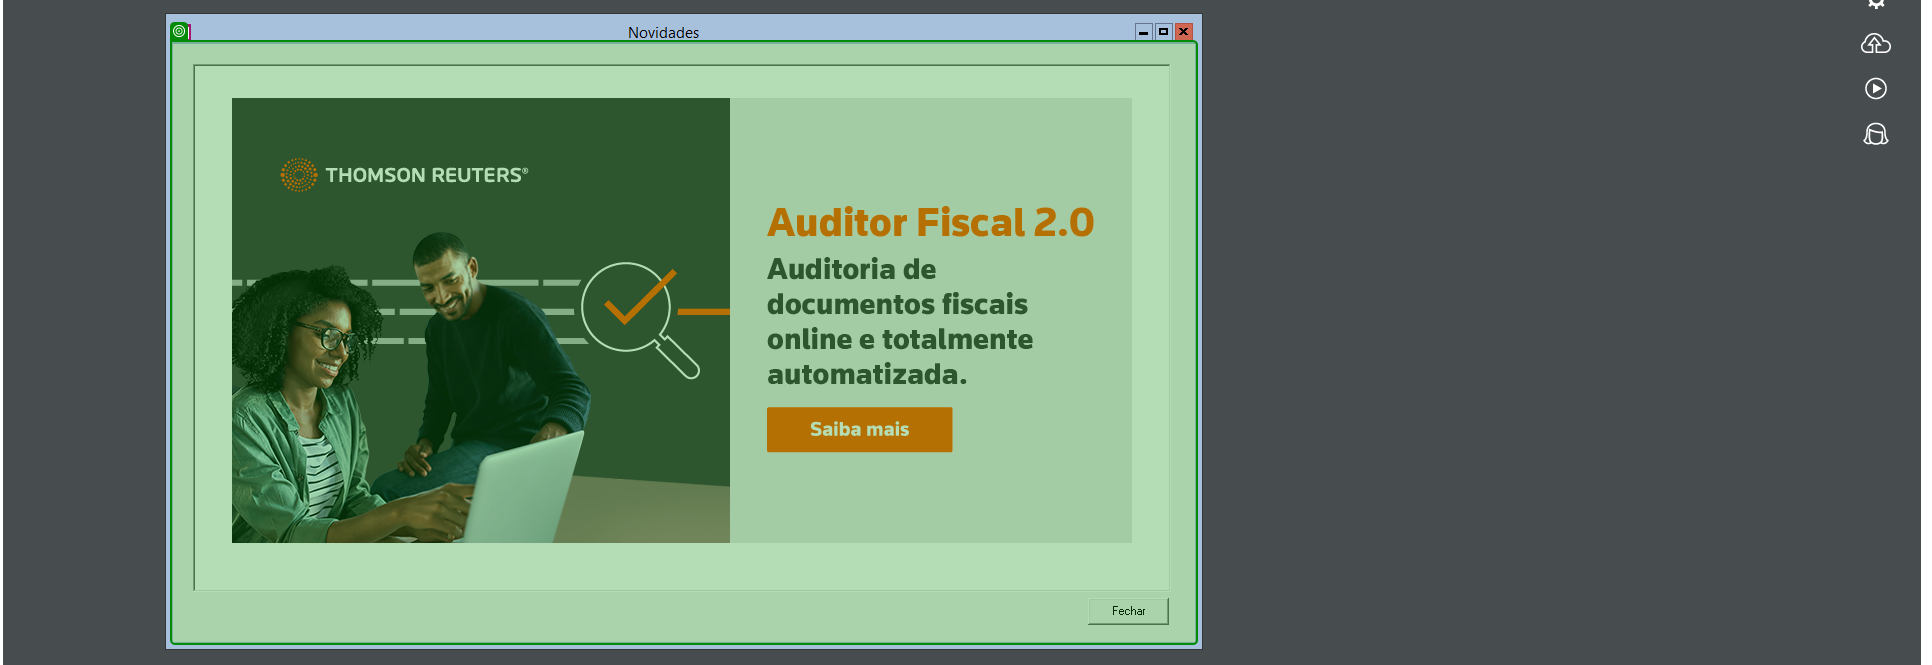 Novidades
THOMSON REUTERS®
Auditor Fiscal 2.0
Auditoria de
documentos fiscais
online e totalmente
automatizada.
Saiba mais
Fechar